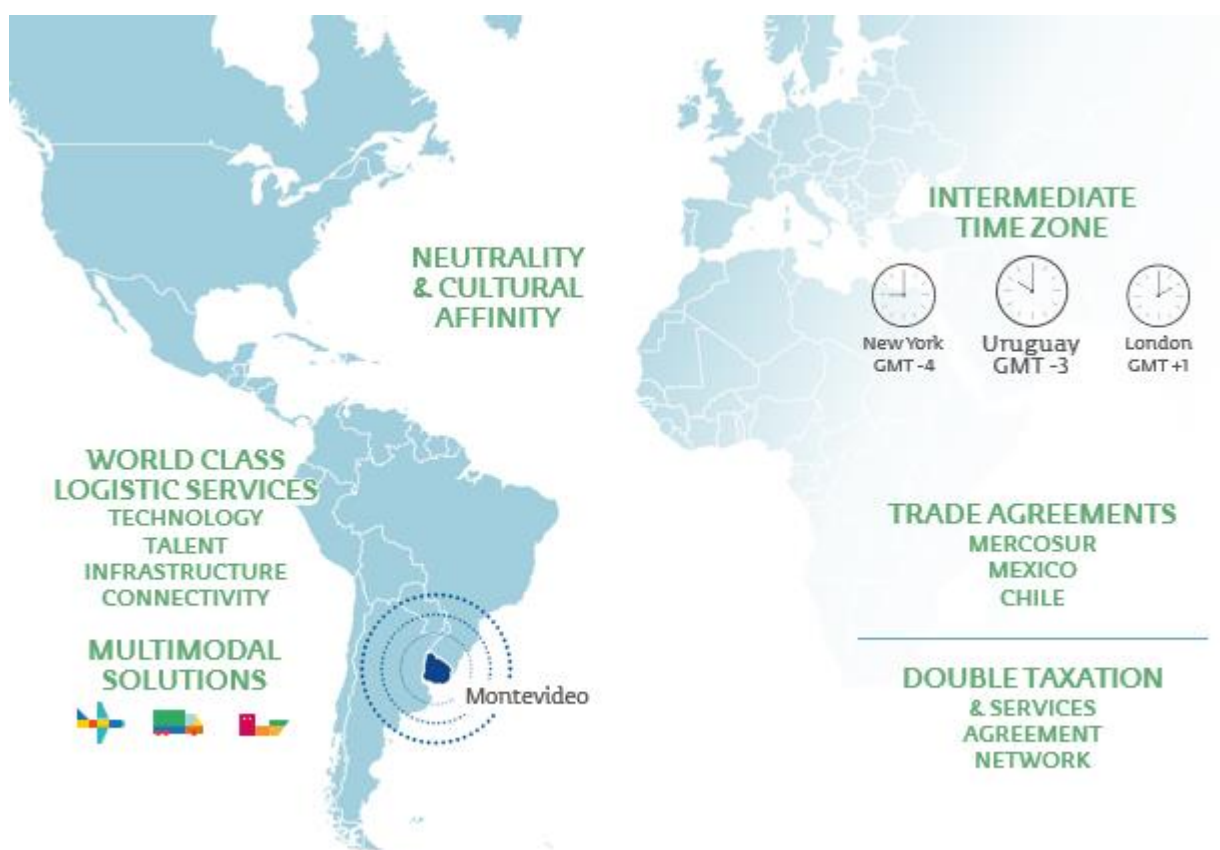 NEUTRALITY
& CULTURAL
AFFINITY
INTERMEDIATE
TIME ZONE
New York
GMT -4
Uruguay
GMT -3
London
GMT +1
WORLD CLASS
LOGISTIC SERVICES
TECHNOLOGY
TALENT
INFRASTRUCTURE
CONNECTIVITY
MULTIMODAL
SOLUTIONS
Montevideo
TRADE AGREEMENTS
MERCOSUR
MEXICO
CHILE
DOUBLE TAXATION
& SERVICES
AGREEMENT
NETWORK